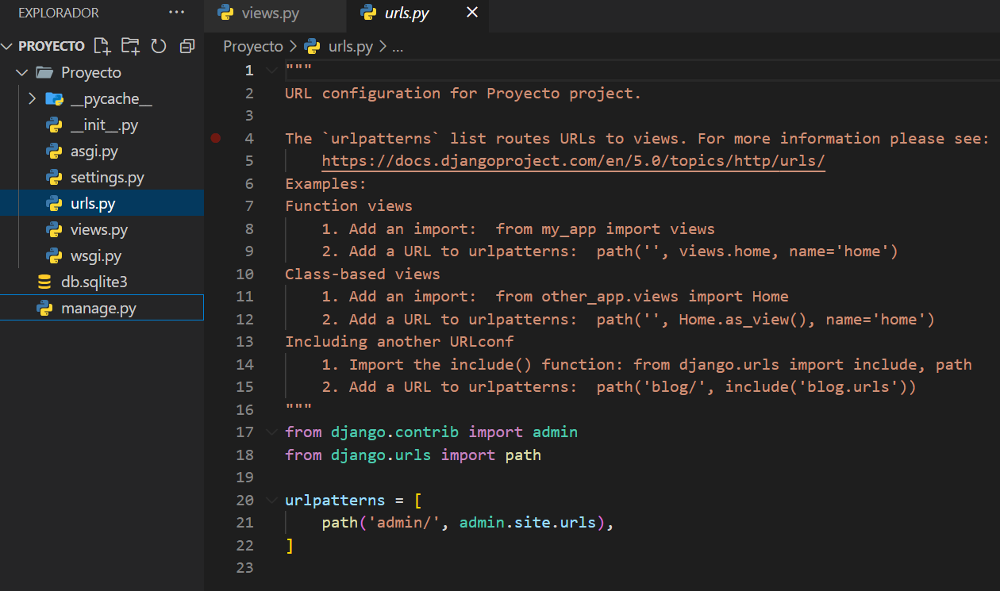 EXPLORADOR ...
PROYECTO
Proyecto
__pycache__
__init__.py
asgi.py
settings.py
urls.py
views.py
wsgi.py
db.sqlite3
manage.py
views.py
urls.py
Proyecto > urls.py > ...
1 """
2 URL configuration for Proyecto project.
3
4 The `urlpatterns` list routes URLs to views. For more information please see:
5     https://docs.djangoproject.com/en/5.0/topics/http/urls/
6 Examples:
7 Function views
8     1. Add an import:  from my_app import views
9     2. Add a URL to urlpatterns:  path('', views.home, name='home')
10 Class-based views
11     1. Add an import:  from other_app.views import Home
12     2. Add a URL to urlpatterns:  path('', Home.as_view(), name='home')
13 Including another URLconf
14     1. Import the include() function: from django.urls import include, path
15     2. Add a URL to urlpatterns:  path('blog/', include('blog.urls'))
16 """
17 from django.contrib import admin
18 from django.urls import path
19
20 urlpatterns = [
21     path('admin/', admin.site.urls),
22 ]
23